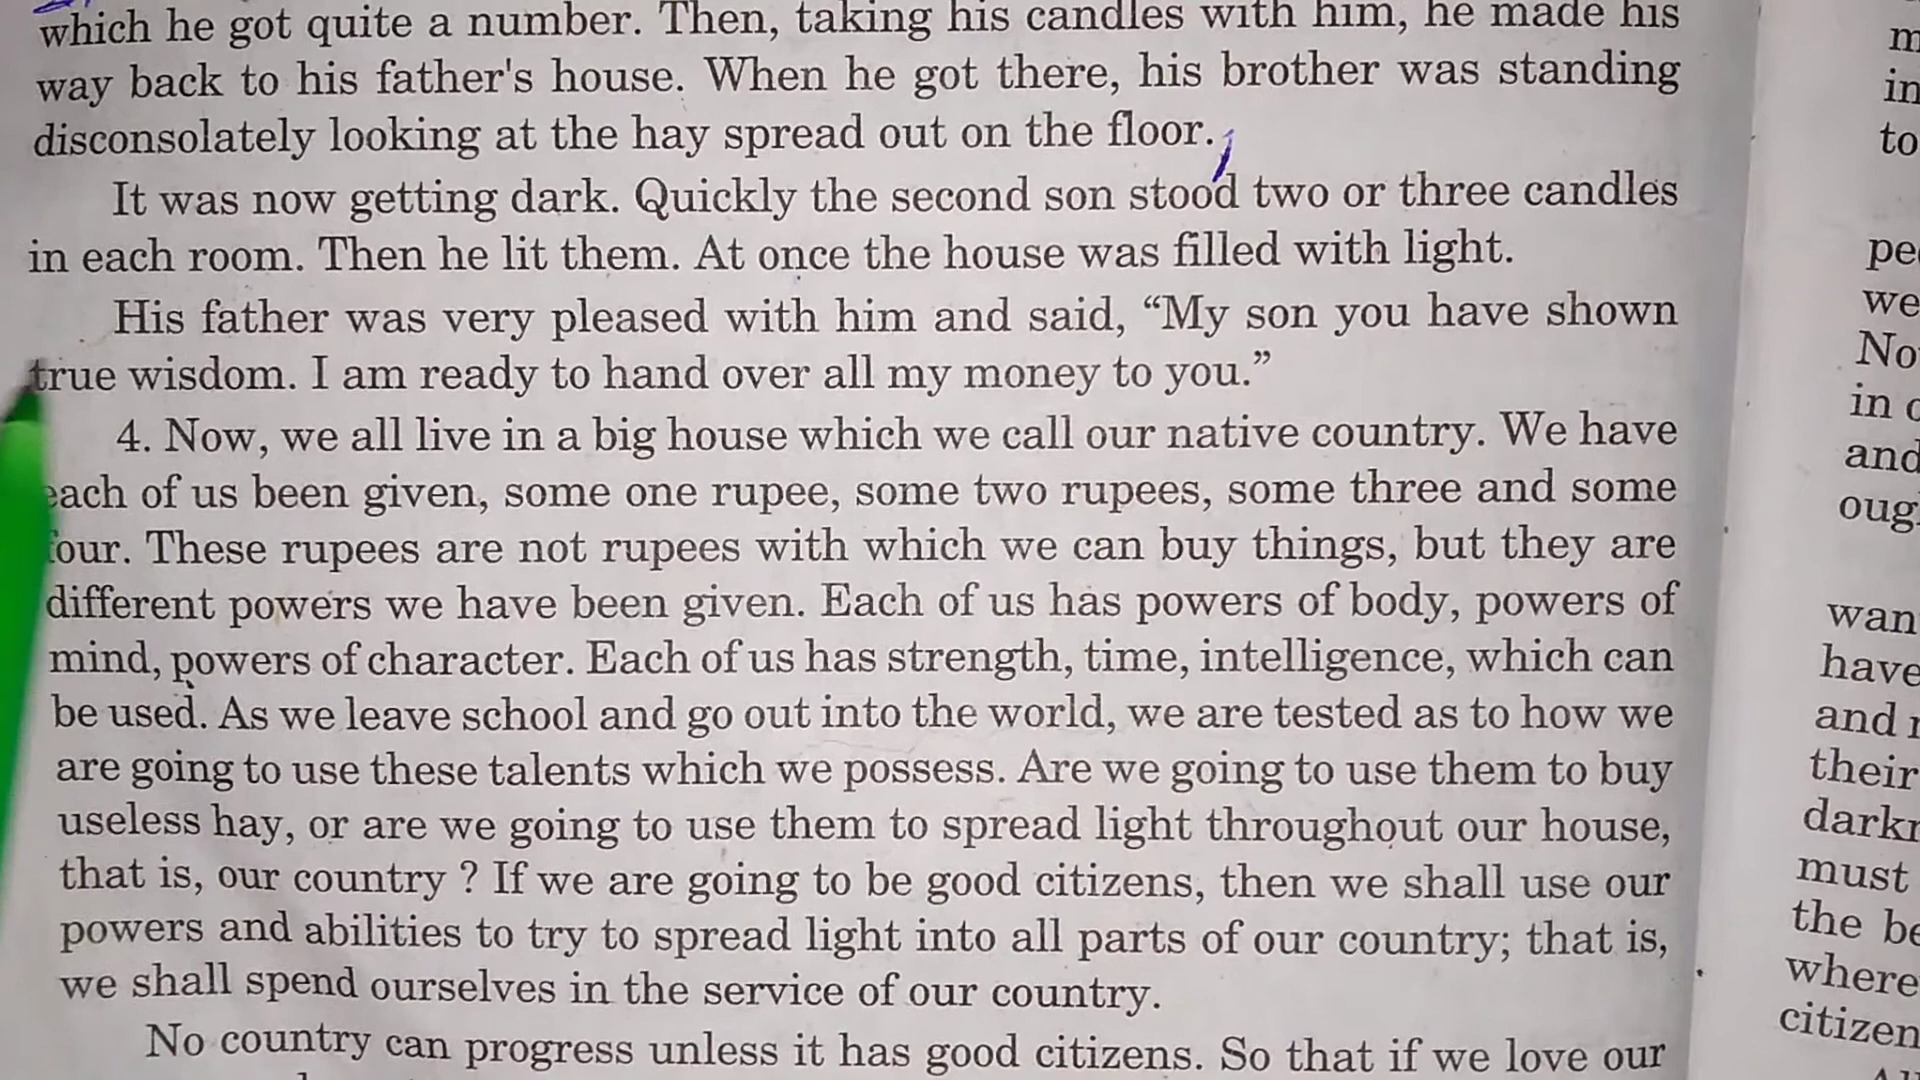 which he got quite a number. Then, taking his candles with him, he made his
way back to his father's house. When he got there, his brother was standing
disconsolately looking at the hay spread out on the floor.
It was now getting dark. Quickly the second son stood two or three candles
in each room. Then he lit them. At once the house was filled with light.
His father was very pleased with him and said, “My son you have shown
true wisdom. I am ready to hand over all my money to you.”
4. Now, we all live in a big house which we call our native country. We have
each of us been given, some one rupee, some two rupees, some three and some
four. These rupees are not rupees with which we can buy things, but they are
different powers we have been given. Each of us has powers of body, powers of
mind, powers of character. Each of us has strength, time, intelligence, which can
be used. As we leave school and go out into the world, we are tested as to how we
are going to use these talents which we possess. Are we going to use them to buy
useless hay, or are we going to use them to spread light throughout our house,
that is, our country ? If we are going to be good citizens, then we shall use our
powers and abilities to try to spread light into all parts of our country; that is,
we shall spend ourselves in the service of our country.
No country can progress unless it has good citizens. So that if we love our
in
to
we
in
and
have
and
their
must
the
where